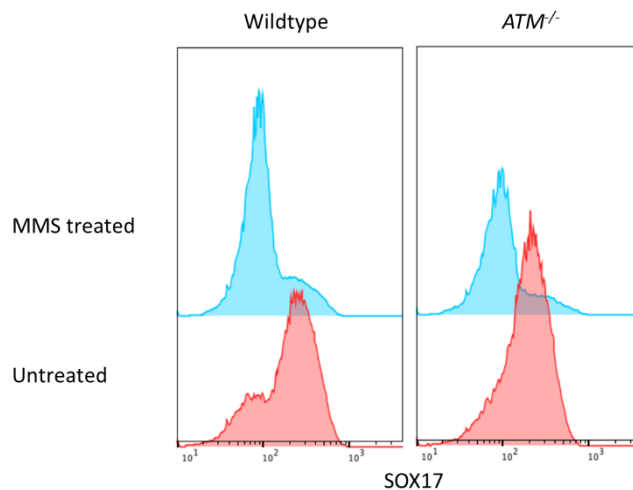 Wildtype ATM-/-
MMS treated
Untreated
10¹ 10² 10³ 10¹ 10² 10³
SOX17